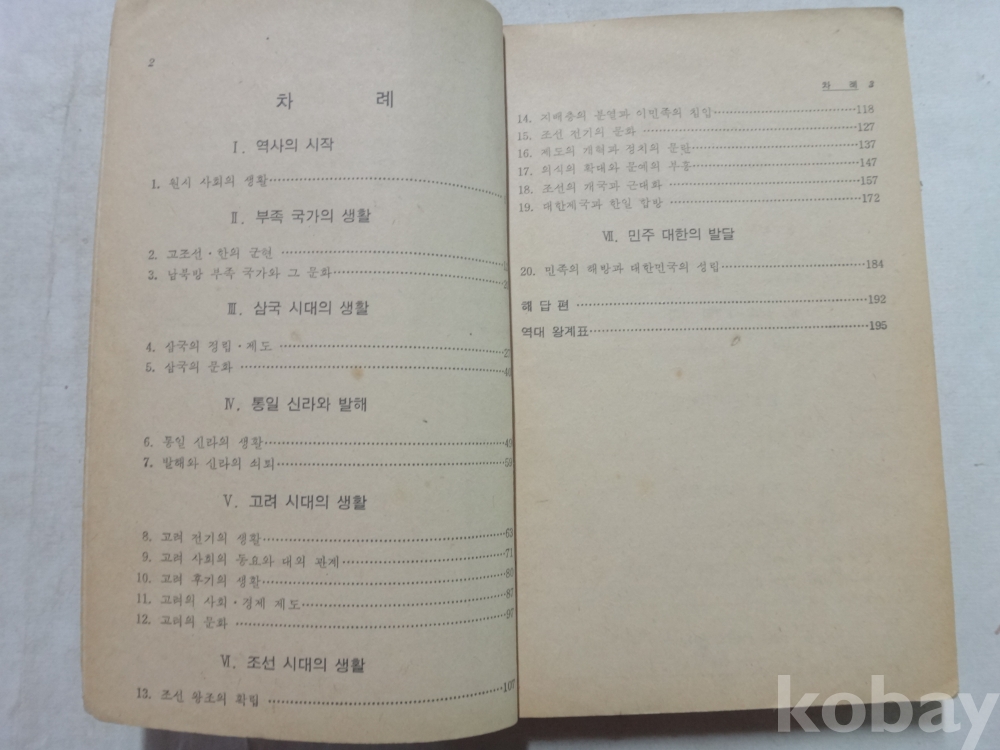 2
차 례
Ⅰ. 역사의 시작
1. 원시 사회의 생활
Ⅱ. 부족 국가의 생활
2. 고조선·한의 군현
3. 남북방 부족 국가와 그 문화
Ⅲ. 삼국 시대의 생활
4. 삼국의 정립·제도
5. 삼국의 문화
Ⅳ. 통일 신라와 발해
6. 통일 신라의 생활 49
7. 발해와 신라의 쇠퇴 59
Ⅴ. 고려 시대의 생활
8. 고려 전기의 생활 63
9. 고려 사회의 동요와 대외 관계 71
10. 고려 후기의 생활 80
11. 고려의 사회·경제 제도 87
12. 고려의 문화 97
Ⅵ. 조선 시대의 생활
13. 조선 왕조의 확립 107
차 례 3
14. 지배층의 분열과 이민족의 침입 118
15. 조선 전기의 문화 127
16. 제도의 개혁과 정치의 문란 137
17. 의식의 확대와 문예의 부흥 147
18. 조선의 개국과 근대화 157
19. 대한제국과 한일 합방 172
Ⅶ. 민주 대한의 발달
20. 민족의 해방과 대한민국의 성립 184
해 답 편 192
역대 왕계표 195
kobay